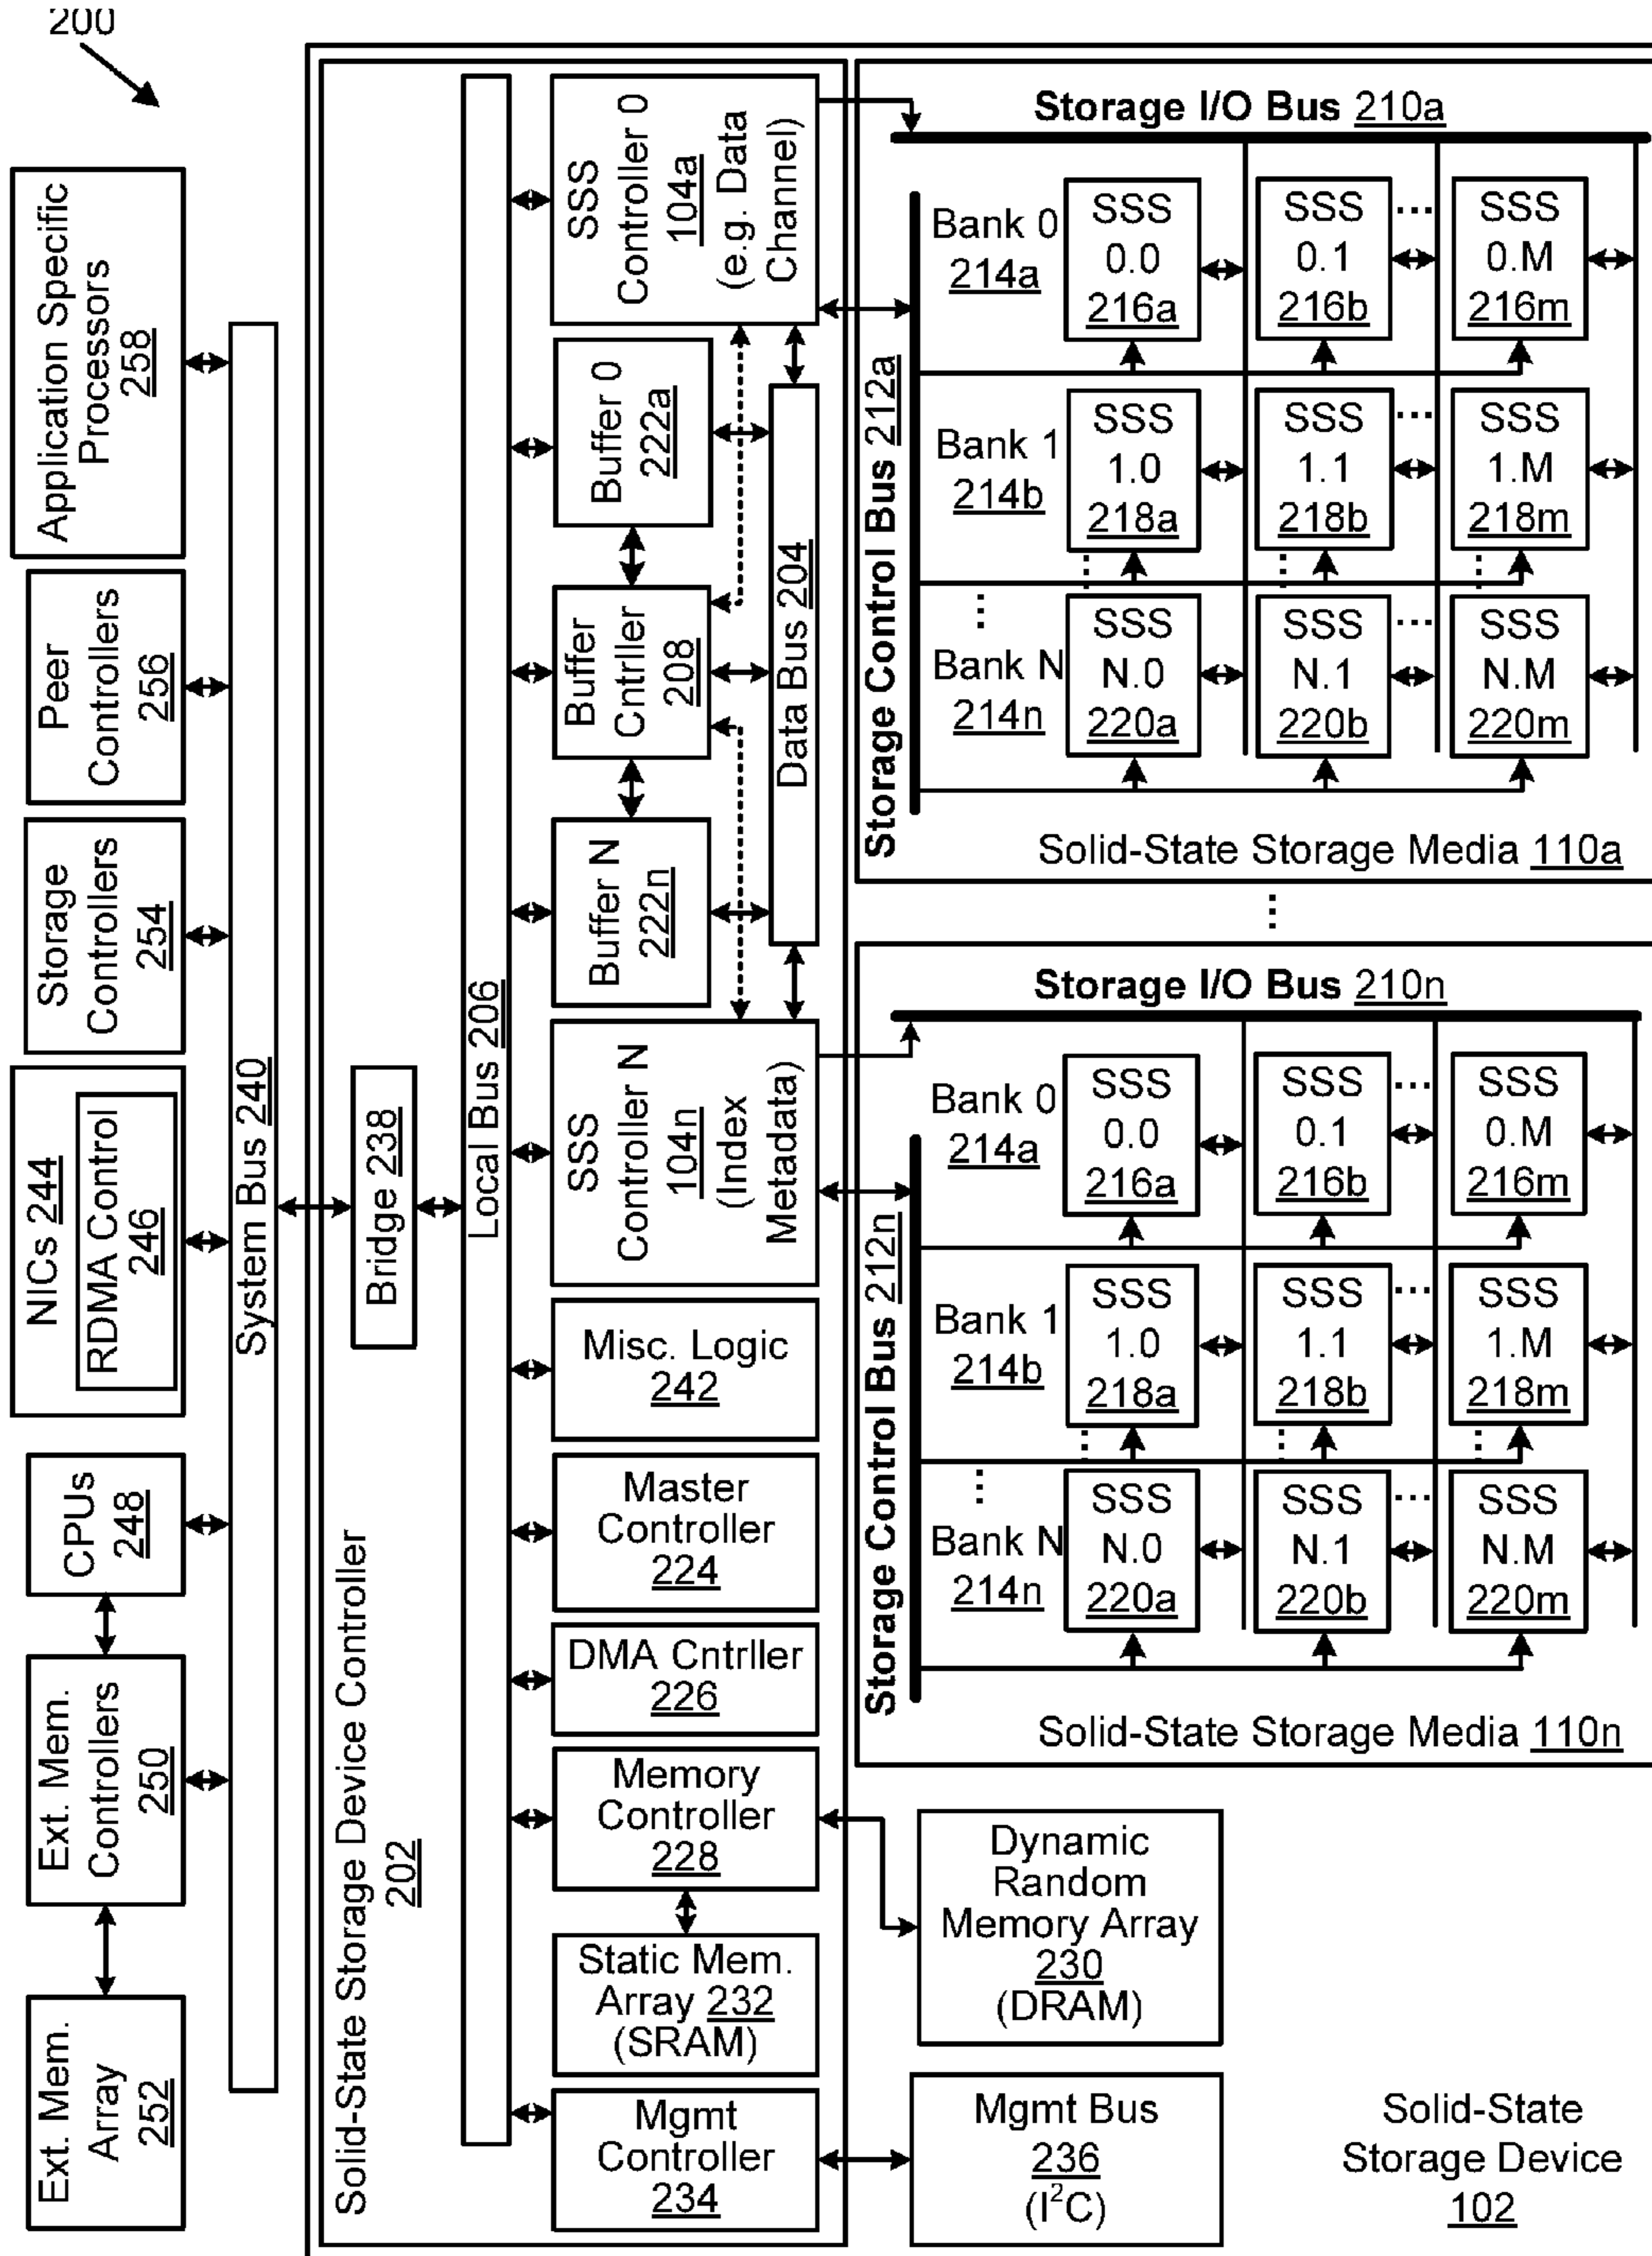 200
Application Specific
Processors
258
Peer
Controllers
256
Storage
Controllers
254
NICs 244
RDMA Control
246
CPUs
248
Ext. Mem.
Controllers
250
Ext. Mem.
Array
252
System Bus 240
Solid-State Storage Device Controller
202
Bridge 238
Local Bus 206
SSS
Controller 0
104a
(e.g. Data
Channel)
Buffer 0
222a
Buffer
Cntrller
208
Buffer N
222n
Data Bus 204
SSS
Controller N
104n
(Index
Metadata)
Misc. Logic
242
Master
Controller
224
DMA Cntrller
226
Memory
Controller
228
Static Mem.
Array 232
(SRAM)
Mgmt
Controller
234
Storage I/O Bus 210a
Storage Control Bus 212a
Bank 0
214a
SSS
0.0
216a
SSS
0.1
216b
...
SSS
0.M
216m
Bank 1
214b
SSS
1.0
218a
SSS
1.1
218b
...
SSS
1.M
218m
...
...
...
...
Bank N
214n
SSS
N.0
220a
SSS
N.1
220b
...
SSS
N.M
220m
Solid-State Storage Media 110a
...
Storage I/O Bus 210n
Storage Control Bus 212n
Bank 0
214a
SSS
0.0
216a
SSS
0.1
216b
...
SSS
0.M
216m
Bank 1
214b
SSS
1.0
218a
SSS
1.1
218b
...
SSS
1.M
218m
...
...
...
...
Bank N
214n
SSS
N.0
220a
SSS
N.1
220b
...
SSS
N.M
220m
Solid-State Storage Media 110n
Dynamic
Random
Memory Array
230
(DRAM)
Mgmt Bus
236
(I²C)
Solid-State
Storage Device
102